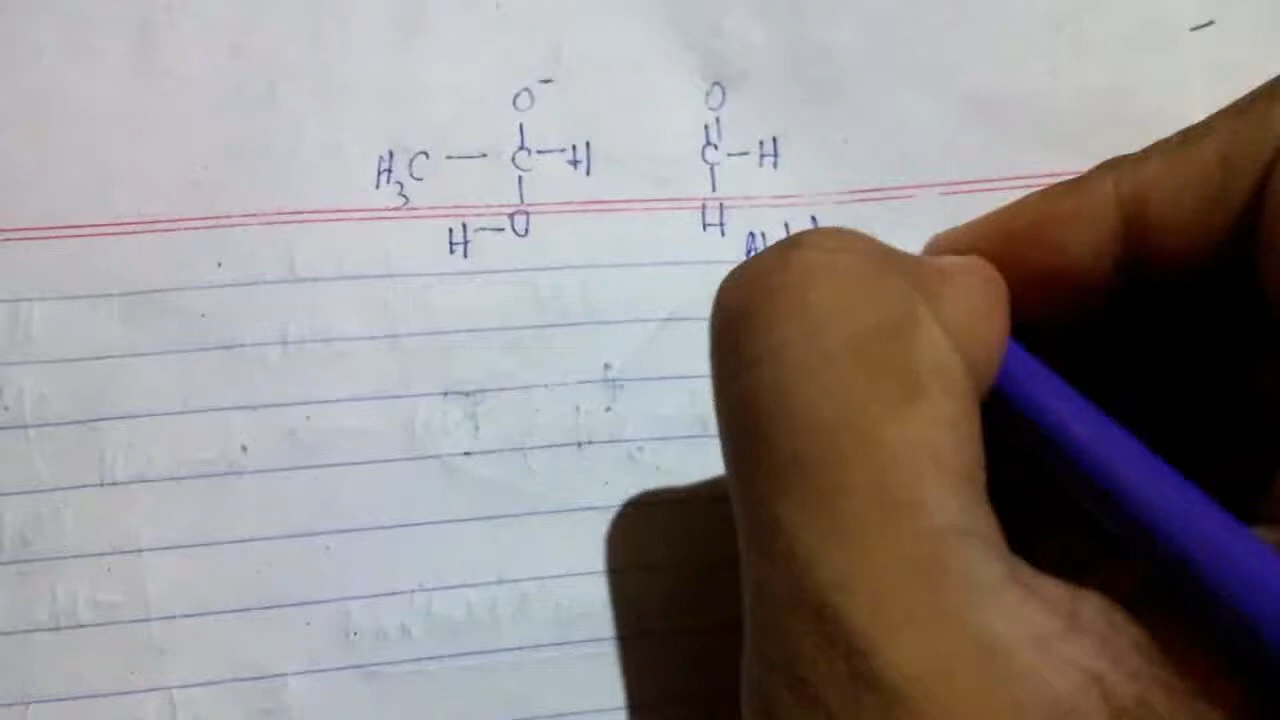 O⁻ O
H₃C — C — H C — H
H — O H